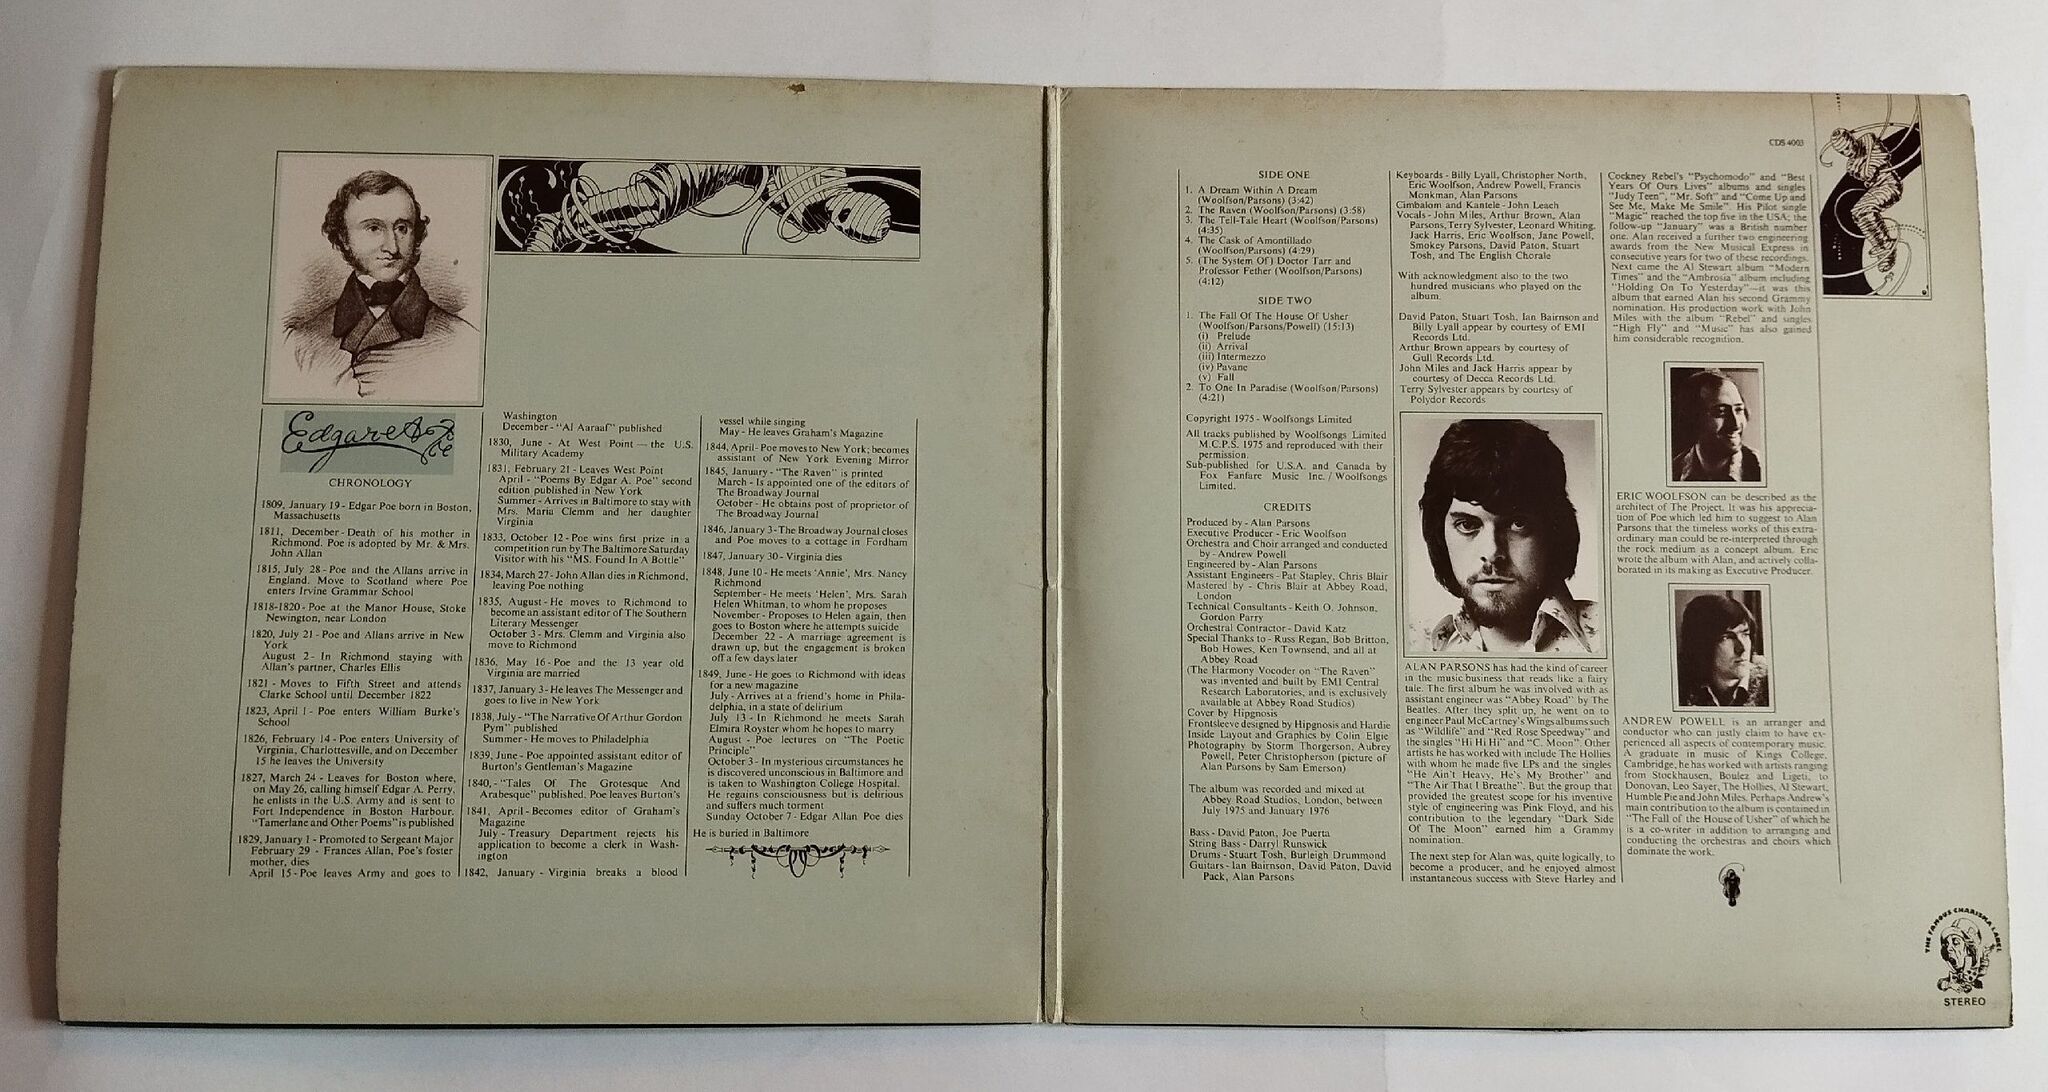 Edgar A Poe
CHRONOLOGY
1809, January 19 - Edgar Poe born in Boston,
Massachusetts
1811, December - Death of his mother in
Richmond. Poe is adopted by Mr. & Mrs.
John Allan
1815, July 28 - Poe and the Allans arrive in
England. Move to Scotland where Poe
enters Irvine Grammar School
1818-1820 - Poe at the Manor House, Stoke
Newington, near London
1820, July 21 - Poe and Allans arrive in New
York
August 2 - In Richmond staying with
Allan's partner, Charles Ellis
1821 - Moves to Fifth Street and attends
Clarke School until December 1822
1823, April 1 - Poe enters William Burke's
School
1826, February 14 - Poe enters University of
Virginia, Charlottesville, and on December
15 he leaves the University
1827, March 24 - Leaves for Boston where,
on May 26, calling himself Edgar A. Perry,
he enlists in the U.S. Army and is sent to
Fort Independence in Boston Harbour.
"Tamerlane and Other Poems" is published
1829, January 1 - Promoted to Sergeant Major
February 29 - Frances Allan, Poe's foster
mother, dies
April 15 - Poe leaves Army and goes to
Washington
December - "Al Aaraaf" published
1830, June - At West Point — the U.S.
Military Academy
1831, February 21 - Leaves West Point
April - "Poems By Edgar A. Poe" second
edition published in New York
Summer - Arrives in Baltimore to stay with
Mrs. Maria Clemm and her daughter
Virginia
1833, October 12 - Poe wins first prize in a
competition run by The Baltimore Saturday
Visitor with his "MS. Found In A Bottle"
1834, March 27 - John Allan dies in Richmond,
leaving Poe nothing
1835, August - He moves to Richmond to
become an assistant editor of The Southern
Literary Messenger
October 3 - Mrs. Clemm and Virginia also
move to Richmond
1836, May 16 - Poe and the 13 year old
Virginia are married
1837, January 3 - He leaves The Messenger and
goes to live in New York
1838, July - "The Narrative Of Arthur Gordon
Pym" published
Summer - He moves to Philadelphia
1839, June - Poe appointed assistant editor of
Burton's Gentleman's Magazine
1840, - "Tales Of The Grotesque And
Arabesque" published. Poe leaves Burton's
1841, April - Becomes editor of Graham's
Magazine
July - Treasury Department rejects his
application to become a clerk in Wash-
ington
1842, January - Virginia breaks a blood
vessel while singing
May - He leaves Graham's Magazine
1844, April - Poe moves to New York; becomes
assistant of New York Evening Mirror
1845, January - "The Raven" is printed
March - Is appointed one of the editors of
The Broadway Journal
October - He obtains post of proprietor of
The Broadway Journal
1846, January 3 - The Broadway Journal closes
and Poe moves to a cottage in Fordham
1847, January 30 - Virginia dies
1848, June 10 - He meets 'Annie', Mrs. Nancy
Richmond
September - He meets 'Helen', Mrs. Sarah
Helen Whitman, to whom he proposes
November - Proposes to Helen again, then
goes to Boston where he attempts suicide
December 22 - A marriage agreement is
drawn up, but the engagement is broken
off a few days later
1849, June - He goes to Richmond with ideas
for a new magazine
July - Arrives at a friend's home in Phila-
delphia, in a state of delirium
July 13 - In Richmond he meets Sarah
Elmira Royster whom he hopes to marry
August - Poe lectures on "The Poetic
Principle"
October 3 - In mysterious circumstances he
is discovered unconscious in Baltimore and
is taken to Washington College Hospital.
He regains consciousness but is delirious
and suffers much torment
Sunday October 7 - Edgar Allan Poe dies
He is buried in Baltimore
CDS 4003
SIDE ONE
1. A Dream Within A Dream
(Woolfson/Parsons) (3:42)
2. The Raven (Woolfson/Parsons) (3:58)
3. The Tell-Tale Heart (Woolfson/Parsons)
(4:35)
4. The Cask of Amontillado
(Woolfson/Parsons) (4:29)
5. (The System Of) Doctor Tarr and
Professor Fether (Woolfson/Parsons)
(4:12)
SIDE TWO
1. The Fall Of The House Of Usher
(Woolfson/Parsons/Powell) (15:13)
(i) Prelude
(ii) Arrival
(iii) Intermezzo
(iv) Pavane
(v) Fall
2. To One In Paradise (Woolfson/Parsons)
(4:21)
Copyright 1975 - Woolfsongs Limited
All tracks published by Woolfsongs Limited
M.C.P.S. 1975 and reproduced with their
permission.
Sub-published for U.S.A. and Canada by
Fox Fanfare Music Inc. / Woolfsongs
Limited.
CREDITS
Produced by - Alan Parsons
Executive Producer - Eric Woolfson
Orchestra and Choir arranged and conducted
by - Andrew Powell
Engineered by - Alan Parsons
Assistant Engineers - Pat Stapley, Chris Blair
Mastered by - Chris Blair at Abbey Road,
London
Technical Consultants - Keith O. Johnson,
Gordon Parry
Orchestral Contractor - David Katz
Special Thanks to - Russ Regan, Bob Britton,
Bob Howes, Ken Townsend, and all at
Abbey Road
(The Harmony Vocoder on "The Raven"
was invented and built by EMI Central
Research Laboratories, and is exclusively
available at Abbey Road Studios)
Cover by Hipgnosis
Frontsleeve designed by Hipgnosis and Hardie
Inside Layout and Graphics by Colin Elgie
Photography by Storm Thorgerson, Aubrey
Powell, Peter Christopherson (picture of
Alan Parsons by Sam Emerson)
The album was recorded and mixed at
Abbey Road Studios, London, between
July 1975 and January 1976
Bass - David Paton, Joe Puerta
String Bass - Darryl Runswick
Drums - Stuart Tosh, Burleigh Drummond
Guitars - Ian Bairnson, David Paton, David
Pack, Alan Parsons
Keyboards - Billy Lyall, Christopher North,
Eric Woolfson, Andrew Powell, Francis
Monkman, Alan Parsons
Cimbalom and Kantele - John Leach
Vocals - John Miles, Arthur Brown, Alan
Parsons, Terry Sylvester, Leonard Whiting,
Jack Harris, Eric Woolfson, Jane Powell,
Smokey Parsons, David Paton, Stuart
Tosh, and The English Chorale
With acknowledgment also to the two
hundred musicians who played on the
album.
David Paton, Stuart Tosh, Ian Bairnson and
Billy Lyall appear by courtesy of EMI
Records Ltd.
Arthur Brown appears by courtesy of
Gull Records Ltd.
John Miles and Jack Harris appear by
courtesy of Decca Records Ltd.
Terry Sylvester appears by courtesy of
Polydor Records
ALAN PARSONS has had the kind of career
in the music business that reads like a fairy
tale. The first album he was involved with as
assistant engineer was "Abbey Road" by The
Beatles. After they split up, he went on to
engineer Paul McCartney's Wings albums such
as "Wildlife" and "Red Rose Speedway" and
the singles "Hi Hi Hi" and "C. Moon". Other
artists he has worked with include The Hollies
with whom he made five LPs and the singles
"He Ain't Heavy, He's My Brother" and
"The Air That I Breathe". But the group that
provided the greatest scope for his inventive
style of engineering was Pink Floyd, and his
contribution to the legendary "Dark Side
Of The Moon" earned him a Grammy
nomination.
The next step for Alan was, quite logically, to
become a producer, and he enjoyed almost
instantaneous success with Steve Harley and
Cockney Rebel's "Psychomodo" and "Best
Years Of Ours Lives" albums and singles
"Judy Teen", "Mr. Soft" and "Come Up and
See Me, Make Me Smile". His Pilot single
"Magic" reached the top five in the USA; the
follow-up "January" was a British number
one. Alan received a further two engineering
awards from the New Musical Express in
consecutive years for two of these recordings.
Next came the Al Stewart album "Modern
Times" and the "Ambrosia" album including
"Holding On To Yesterday"—it was this
album that earned Alan his second Grammy
nomination. His production work with John
Miles with the album "Rebel" and singles
"High Fly" and "Music" has also gained
him considerable recognition.
ERIC WOOLFSON can be described as the
architect of The Project. It was his apprecia-
tion of Poe which led him to suggest to Alan
Parsons that the timeless works of this extra-
ordinary man could be re-interpreted through
the rock medium as a concept album. Eric
wrote the album with Alan, and actively colla-
borated in its making as Executive Producer.
ANDREW POWELL is an arranger and
conductor who can justly claim to have ex-
perienced all aspects of contemporary music.
A graduate in music of Kings College,
Cambridge, he has worked with artists ranging
from Stockhausen, Boulez and Ligeti, to
Donovan, Leo Sayer, The Hollies, Al Stewart,
Humble Pie and John Miles. Perhaps Andrew's
main contribution to the album is contained in
"The Fall of the House of Usher" of which he
is a co-writer in addition to arranging and
conducting the orchestras and choirs which
dominate the work.
THE FAMOUS CHARISMA LABEL
STEREO